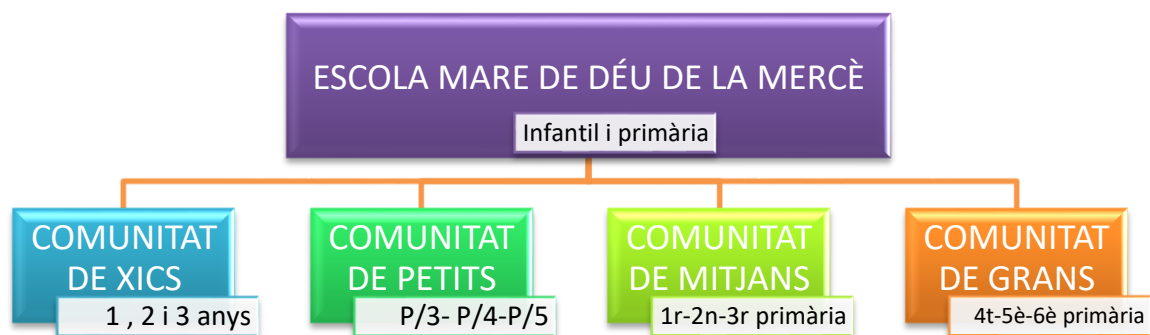 ESCOLA MARE DE DÉU DE LA MERCÈ
Infantil i primària
COMUNITAT
DE XICS
1 , 2 i 3 anys
COMUNITAT
DE PETITS
P/3- P/4-P/5
COMUNITAT
DE MITJANS
1r-2n-3r primària
COMUNITAT
DE GRANS
4t-5è-6è primària